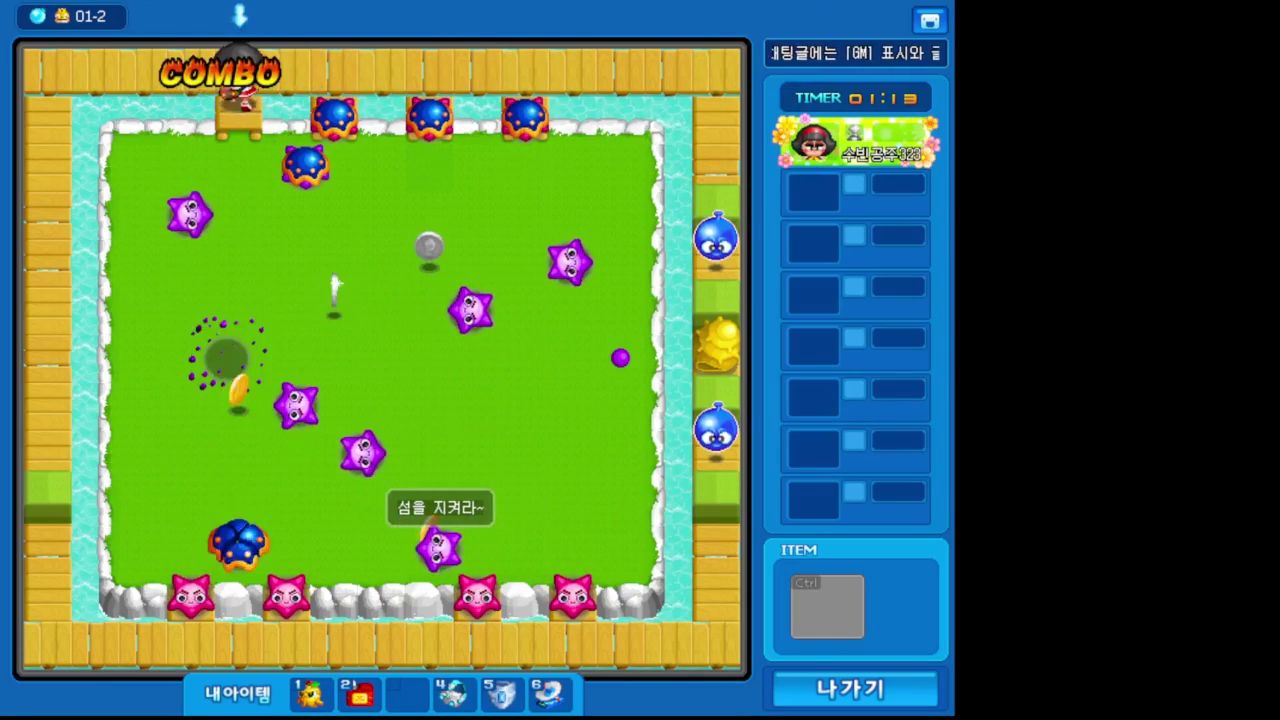 01-2
COMBO
채팅글에는 [GM] 표시와
TIMER 01:13
수빈공주323
섬을 지켜라~
ITEM
Ctrl
내아이템
1
2
4
5
6
나가기